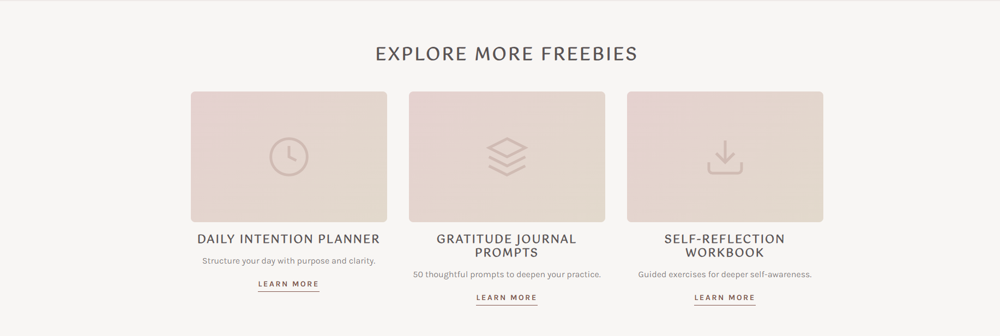 EXPLORE MORE FREEBIES
DAILY INTENTION PLANNER
Structure your day with purpose and clarity.
LEARN MORE
GRATITUDE JOURNAL
PROMPTS
50 thoughtful prompts to deepen your practice.
LEARN MORE
SELF-REFLECTION
WORKBOOK
Guided exercises for deeper self-awareness.
LEARN MORE